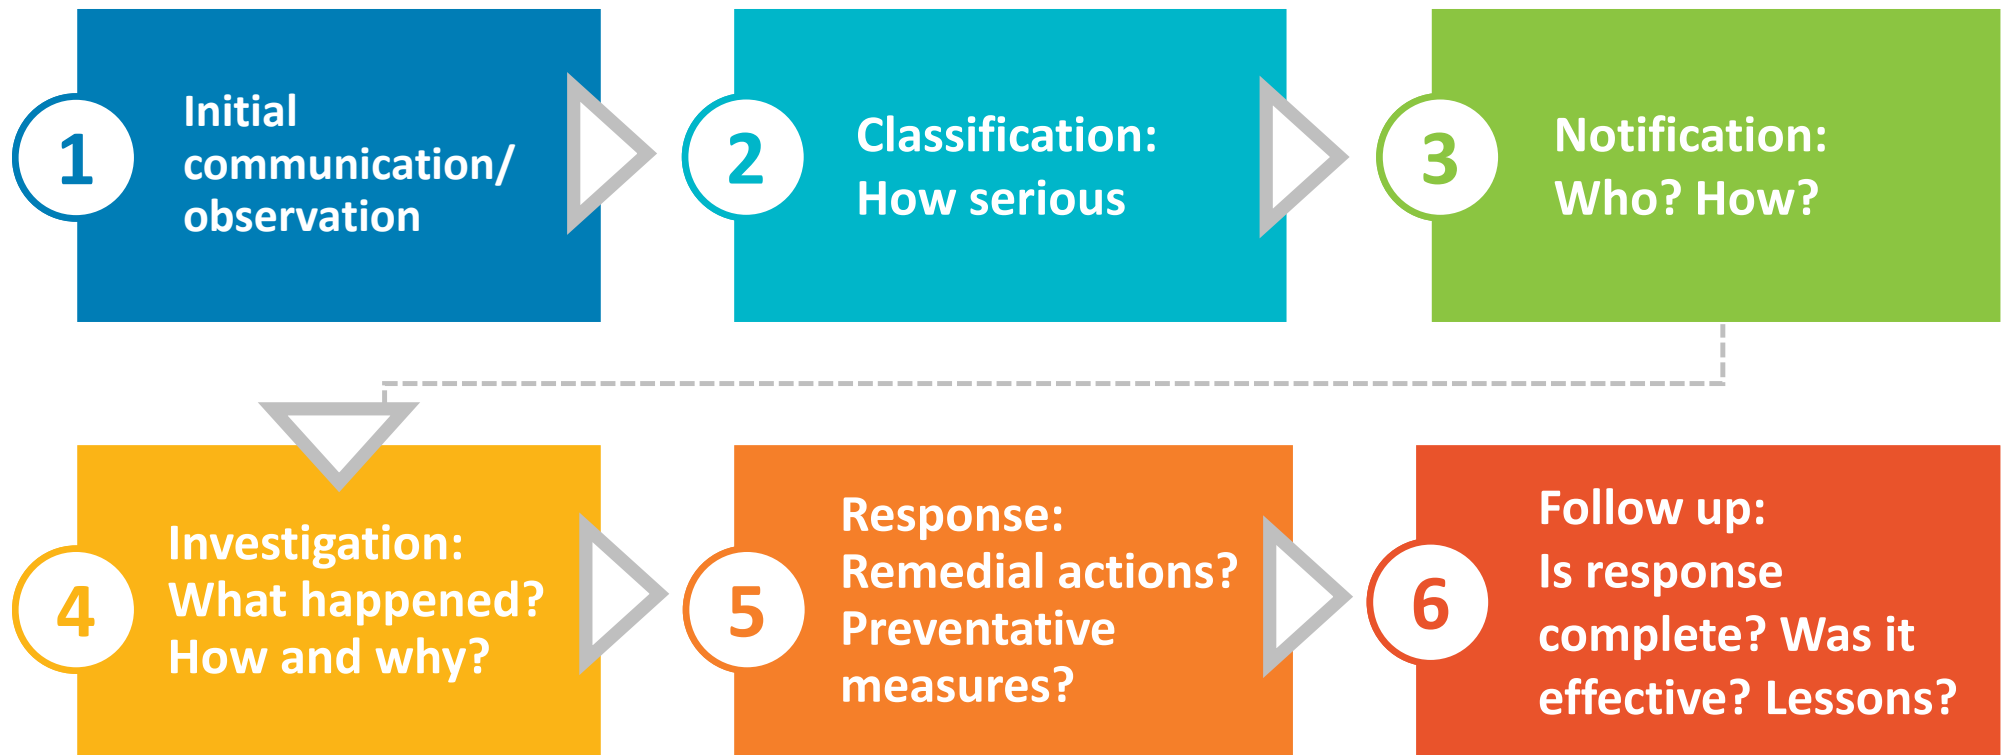 1
Initial
communication/
observation
2
Classification:
How serious
3
Notification:
Who? How?
4
Investigation:
What happened?
How and why?
5
Response:
Remedial actions?
Preventative
measures?
6
Follow up:
Is response
complete? Was it
effective? Lessons?